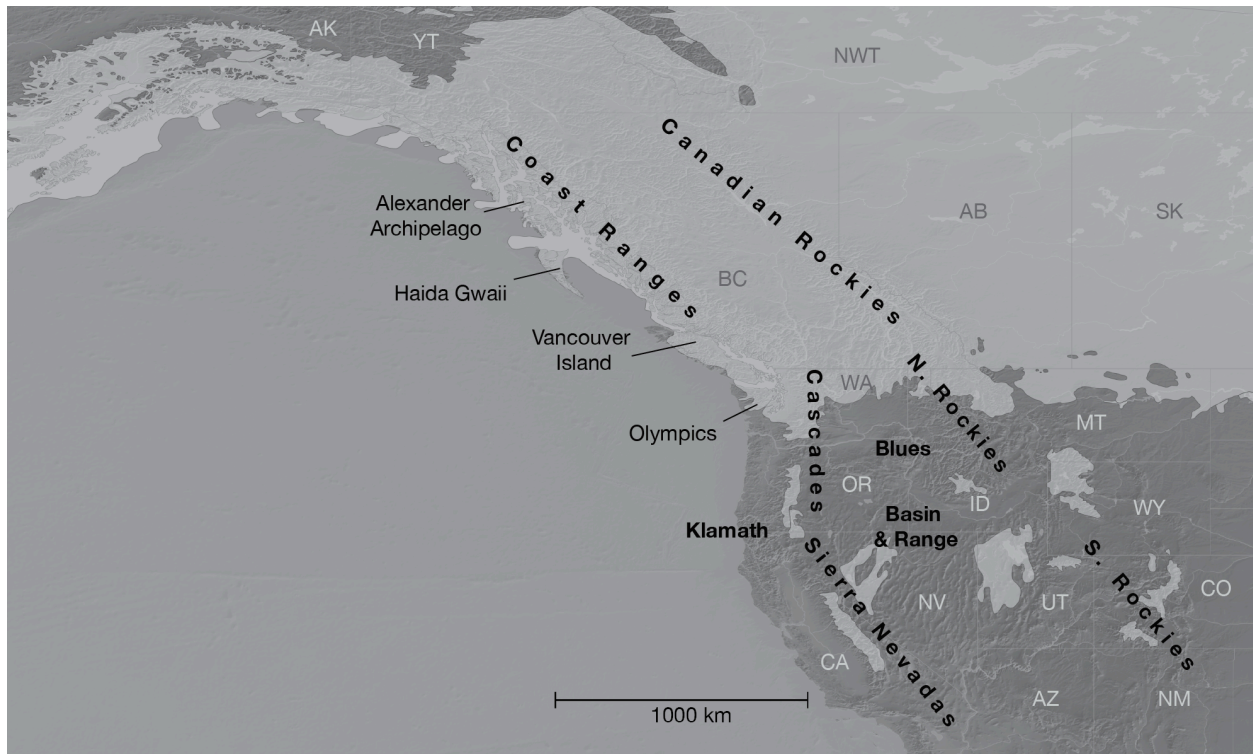 AK
YT
NWT
Canadian Rockies
Coast Ranges
Alexander
Archipelago
AB
SK
BC
Haida Gwaii
Vancouver
Island
N. Rockies
Cascades
WA
Olympics
MT
Blues
OR
ID
WY
Basin
& Range
Klamath
Sierra Nevadas
S. Rockies
NV
UT
CO
CA
AZ
NM
1000 km